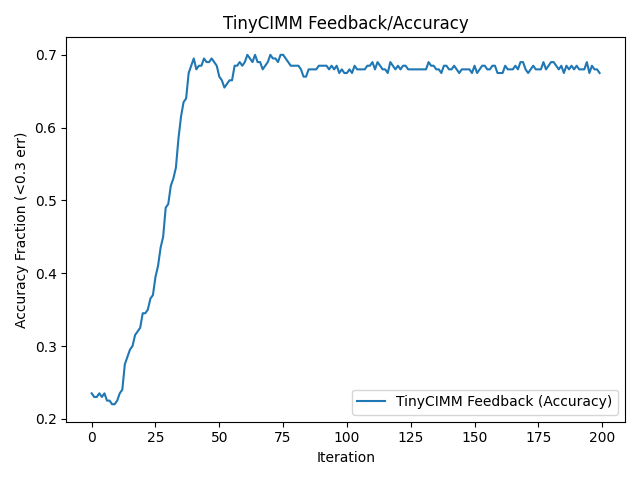 TinyCIMM Feedback/Accuracy
Accuracy Fraction (<0.3 err)
0.7
0.6
0.5
0.4
0.3
0.2
TinyCIMM Feedback (Accuracy)
0 25 50 75 100 125 150 175 200
Iteration